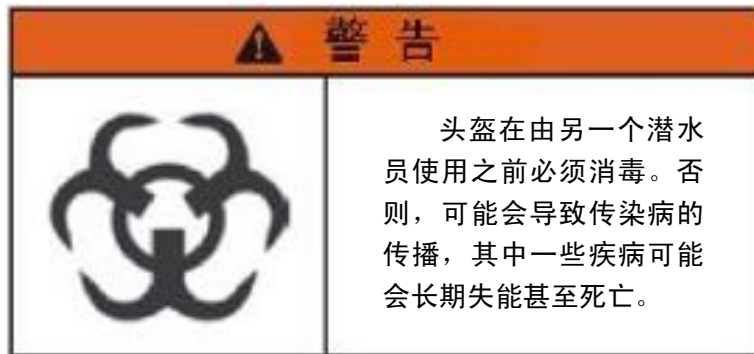 警告
头盔在由另一个潜水
员使用之前必须消毒。否
则，可能会导致传染病的
传播，其中一些疾病可能
会长期失能甚至死亡。